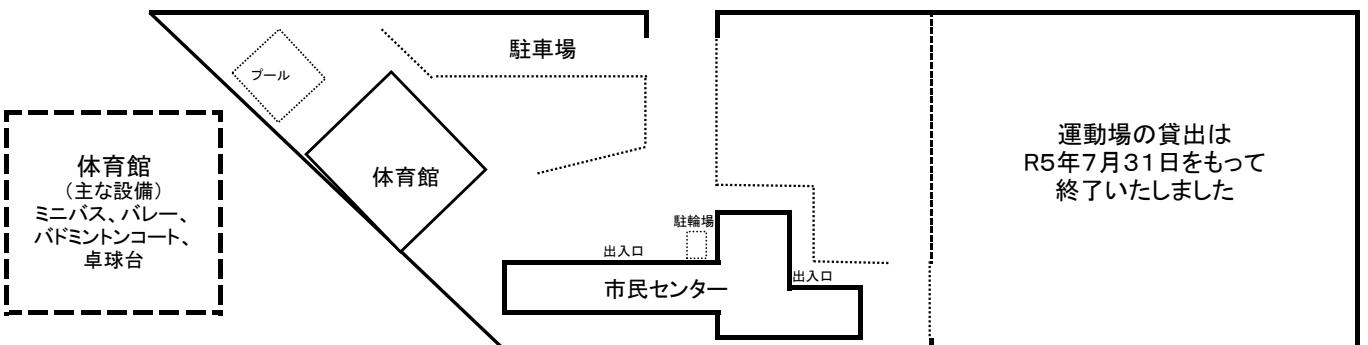 駐車場
プール
体育館
(主な設備)
ミニバス、バレー、
バドミントンコート、
卓球台
体育館
運動場の貸出は
R5年7月31日をもって
終了いたしました
駐輪場
出入口
出入口
市民センター